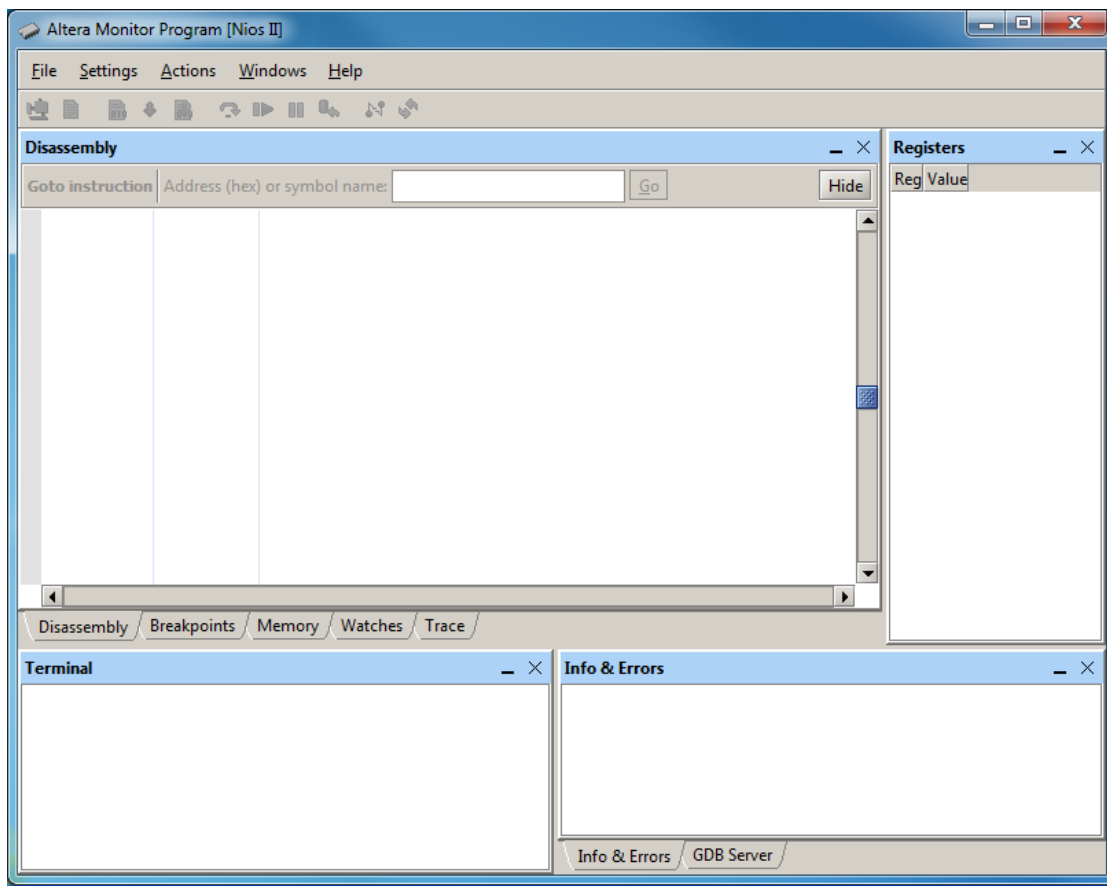 Altera Monitor Program [Nios II]
File Settings Actions Windows Help
Disassembly
Goto instruction Address (hex) or symbol name: Go Hide
Disassembly Breakpoints Memory Watches Trace
Registers
Reg Value
Terminal
Info & Errors
Info & Errors GDB Server